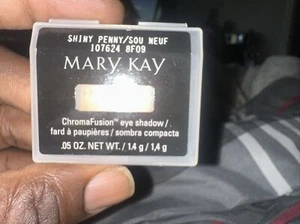 SHINY PENNY/SOU NEUF
107624 8F09
MARY KAY
ChromaFusion™ eye shadow/
fard à paupières/sombra compacta
.05 OZ. NET WT./1,4 g/1,4g